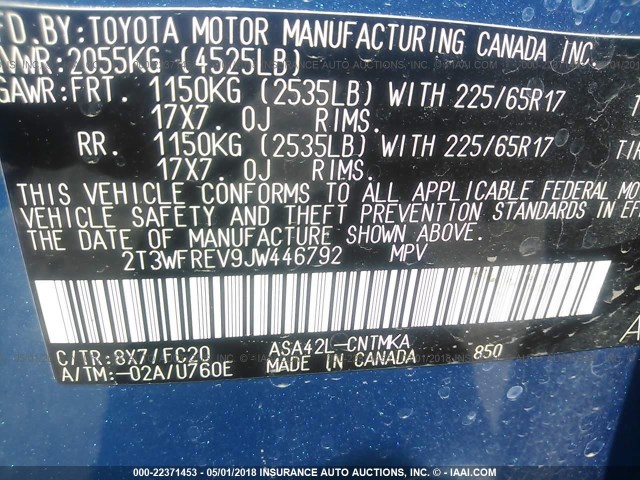 FD.BY:TOYOTA MOTOR MANUFACTURING CANADA INC.
VWR:2055KG (4525LB)
GAWR:FRT. 1150KG (2535LB) WITH 225/65R17
17X7.0J RIMS.
RR. 1150KG (2535LB) WITH 225/65R17 TIR
17X7.0J RIMS.
THIS VEHICLE CONFORMS TO ALL APPLICABLE FEDERAL MO
VEHICLE SAFETY AND THEFT PREVENTION STANDARDS IN E
THE DATE OF MANUFACTURE SHOWN ABOVE.
2T3WFREV9JW446792 MPV
C/TR:8X7/FC20 ASA42L-CNTMKA 850
A/TM:-02A/U760E MADE IN CANADA
000-22371453 - 05/01/2018 INSURANCE AUTO AUCTIONS, INC. - © - IAAI.COM